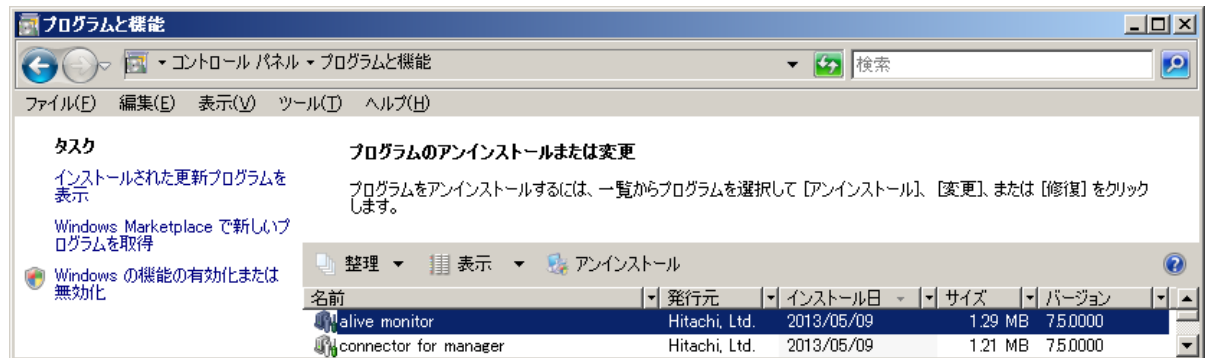 プログラムと機能
コントロール パネル ▾ プログラムと機能
検索
ファイル(F) 編集(E) 表示(V) ツール(T) ヘルプ(H)
タスク
インストールされた更新プログラムを
表示
Windows Marketplace で新しいプ
ログラムを取得
Windows の機能の有効化または
無効化
プログラムのアンインストールまたは変更
プログラムをアンインストールするには、一覧からプログラムを選択して [アンインストール]、[変更]、または [修復] をクリック
します。
整理 表示 アンインストール
名前 発行元 インストール日 サイズ バージョン
alive monitor Hitachi, Ltd. 2013/05/09 1.29 MB 7.5.0000
connector for manager Hitachi, Ltd. 2013/05/09 1.21 MB 7.5.0000